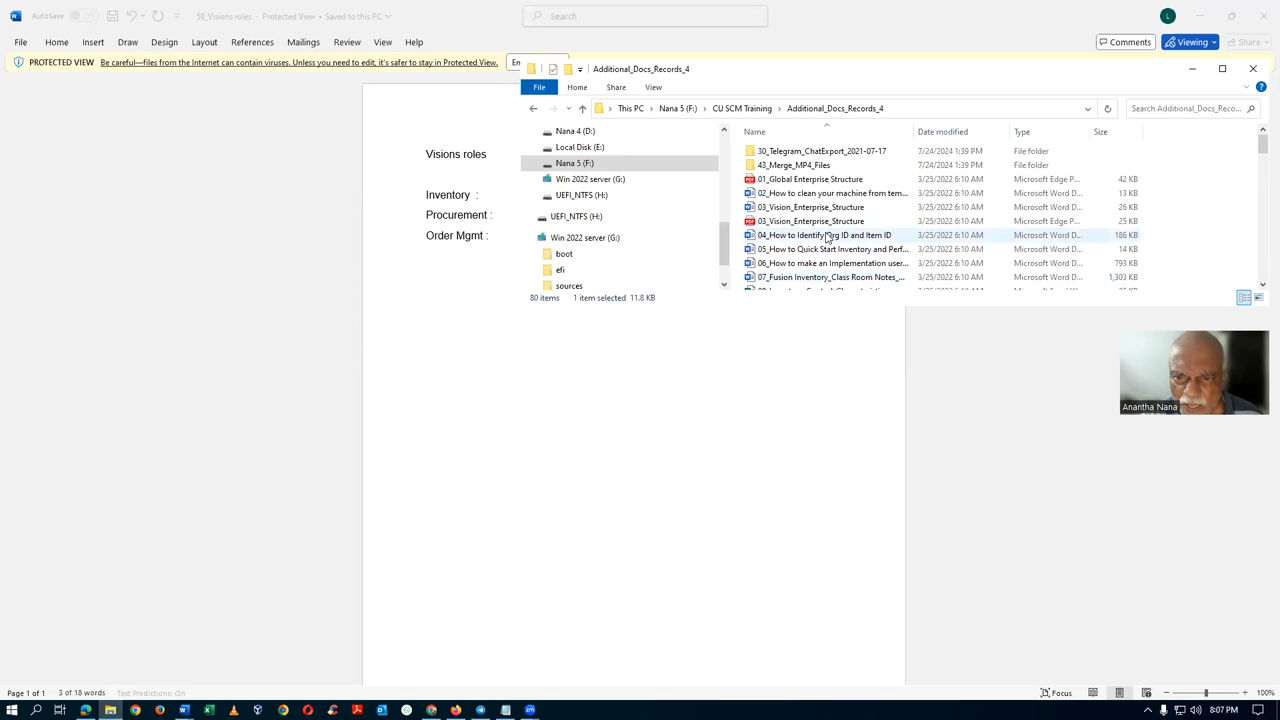 AutoSave
58_Visions roles - Protected View • Saved to this PC
Search
L
File Home Insert Draw Design Layout References Mailings Review View Help
Comments Viewing Share
PROTECTED VIEW Be careful—files from the Internet can contain viruses. Unless you need to edit, it's safer to stay in Protected View.
Additional_Docs_Records_4
File Home Share View
This PC > Nana 5 (F:) > CU SCM Training > Additional_Docs_Records_4
Search Additional_Docs_Reco...
Nana 4 (D:)
Local Disk (E:)
Nana 5 (F:)
Win 2022 server (G:)
UEFI_NTFS (H:)
UEFI_NTFS (H:)
Win 2022 server (G:)
boot
efi
sources
Name Date modified Type Size
30_Telegram_ChatExport_2021-07-17 7/24/2024 1:39 PM File folder
43_Merge_MP4_Files 7/24/2024 1:39 PM File folder
01_Global Enterprise Structure 3/25/2022 6:10 AM Microsoft Edge P... 42 KB
02_How to clean your machine from tem... 3/25/2022 6:10 AM Microsoft Word D... 13 KB
03_Vision_Enterprise_Structure 3/25/2022 6:10 AM Microsoft Word D... 26 KB
03_Vision_Enterprise_Structure 3/25/2022 6:10 AM Microsoft Edge P... 25 KB
04_How to Identify Org ID and Item ID 3/25/2022 6:10 AM Microsoft Word D... 186 KB
05_How to Quick Start Inventory and Perf... 3/25/2022 6:10 AM Microsoft Word D... 14 KB
06_How to make an Implementation user... 3/25/2022 6:10 AM Microsoft Word D... 793 KB
07_Fusion Inventory_Class Room Notes_... 3/25/2022 6:10 AM Microsoft Word D... 1,303 KB
80 items 1 item selected 11.8 KB
Visions roles
Inventory :
Procurement :
Order Mgmt :
Anantha Nana
Page 1 of 1 3 of 18 words Text Predictions: On
Focus
100%
8:07 PM